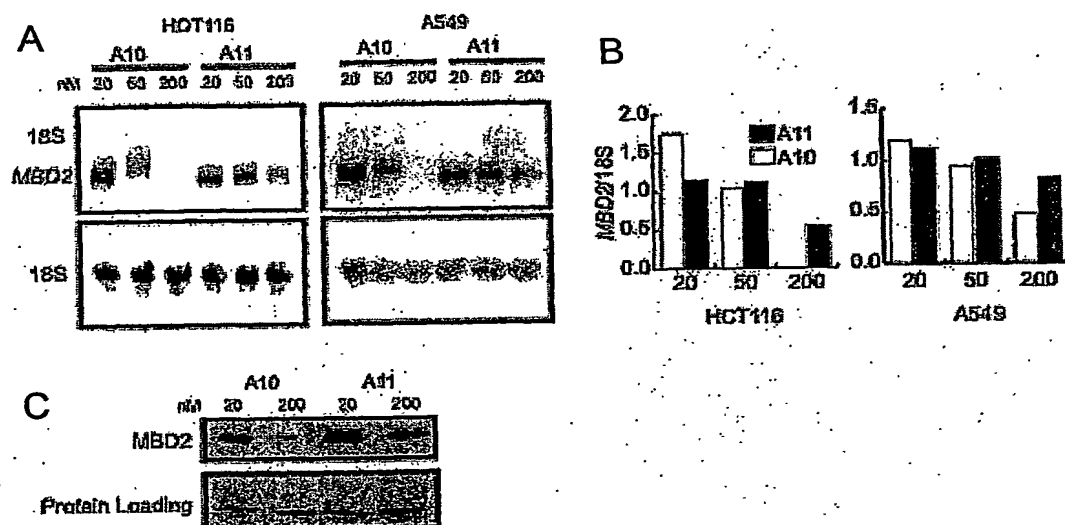 A
HCT116
A549
A10 A11
A10 A11
nM 20 50 200 20 50 200
20 50 200 20 60 200
18S
MBD2
18S
B
MBD2/18S
2.0
1.5
1.0
0.5
0.0
A11
A10
20 50 200
HCT116
1.5
1.0
0.5
0.0
20 50 200
A549
C
A10 A11
nM 20 200 20 200
MBD2
Protein Loading